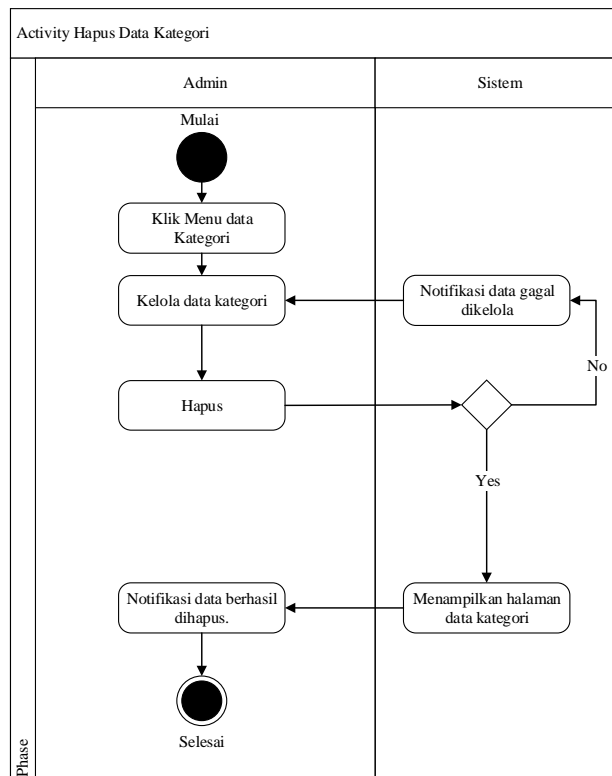 Activity Hapus Data Kategori
Admin
Sistem
Mulai
Klik Menu data
Kategori
Kelola data kategori
Notifikasi data gagal
dikelola
No
Hapus
Yes
Notifikasi data berhasil
dihapus.
Menampilkan halaman
data kategori
Selesai
Phase